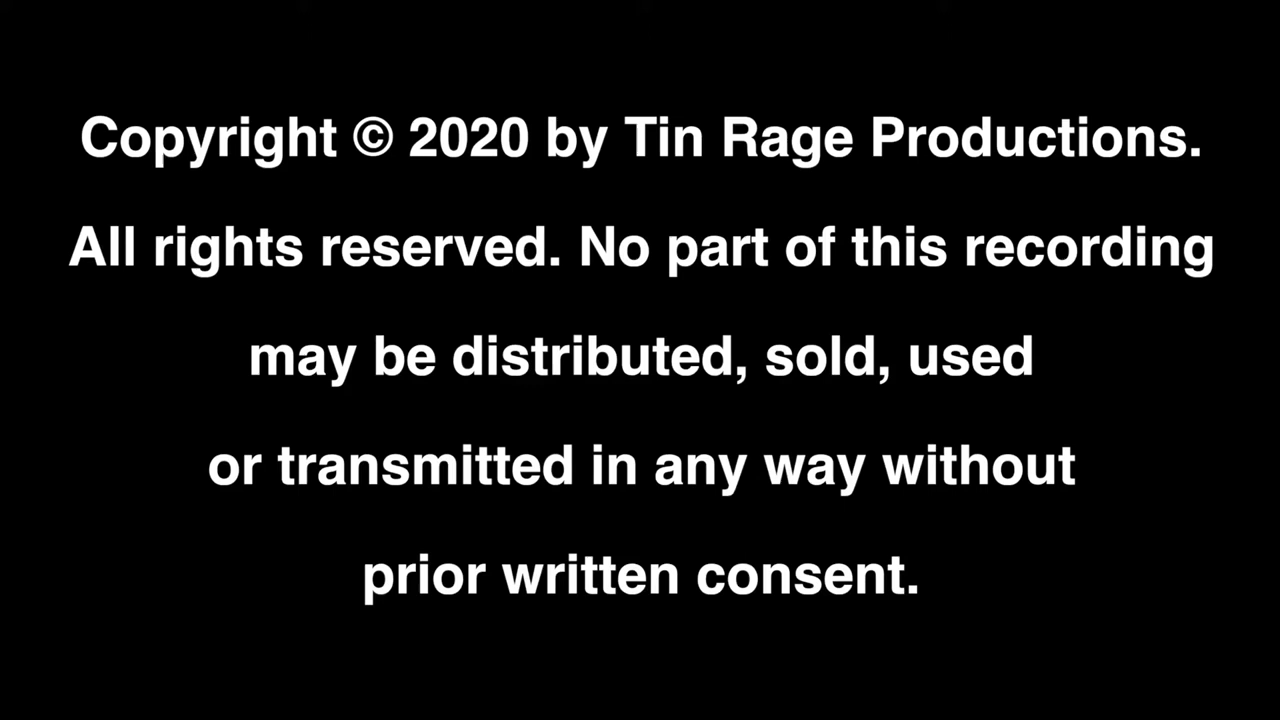 Copyright © 2020 by Tin Rage Productions.
All rights reserved. No part of this recording
may be distributed, sold, used
or transmitted in any way without
prior written consent.